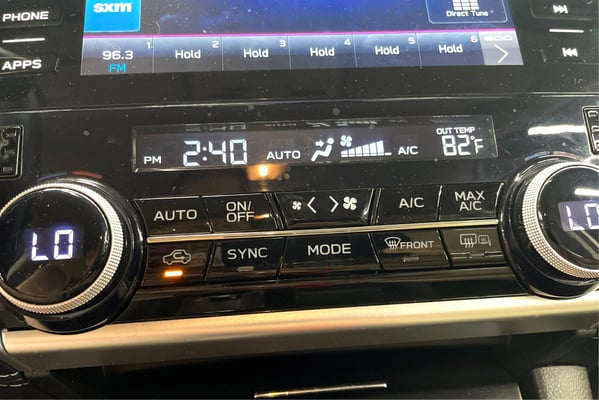 PHONE
sxm
Direct Tune
APPS
96.3
FM
1
Hold 2
Hold 3
Hold 4
Hold 5
Hold 6
PM 2:40 AUTO A/C OUT TEMP 82°F
AUTO
ON/
OFF
A/C
MAX
A/C
LO
LO
SYNC
MODE
FRONT